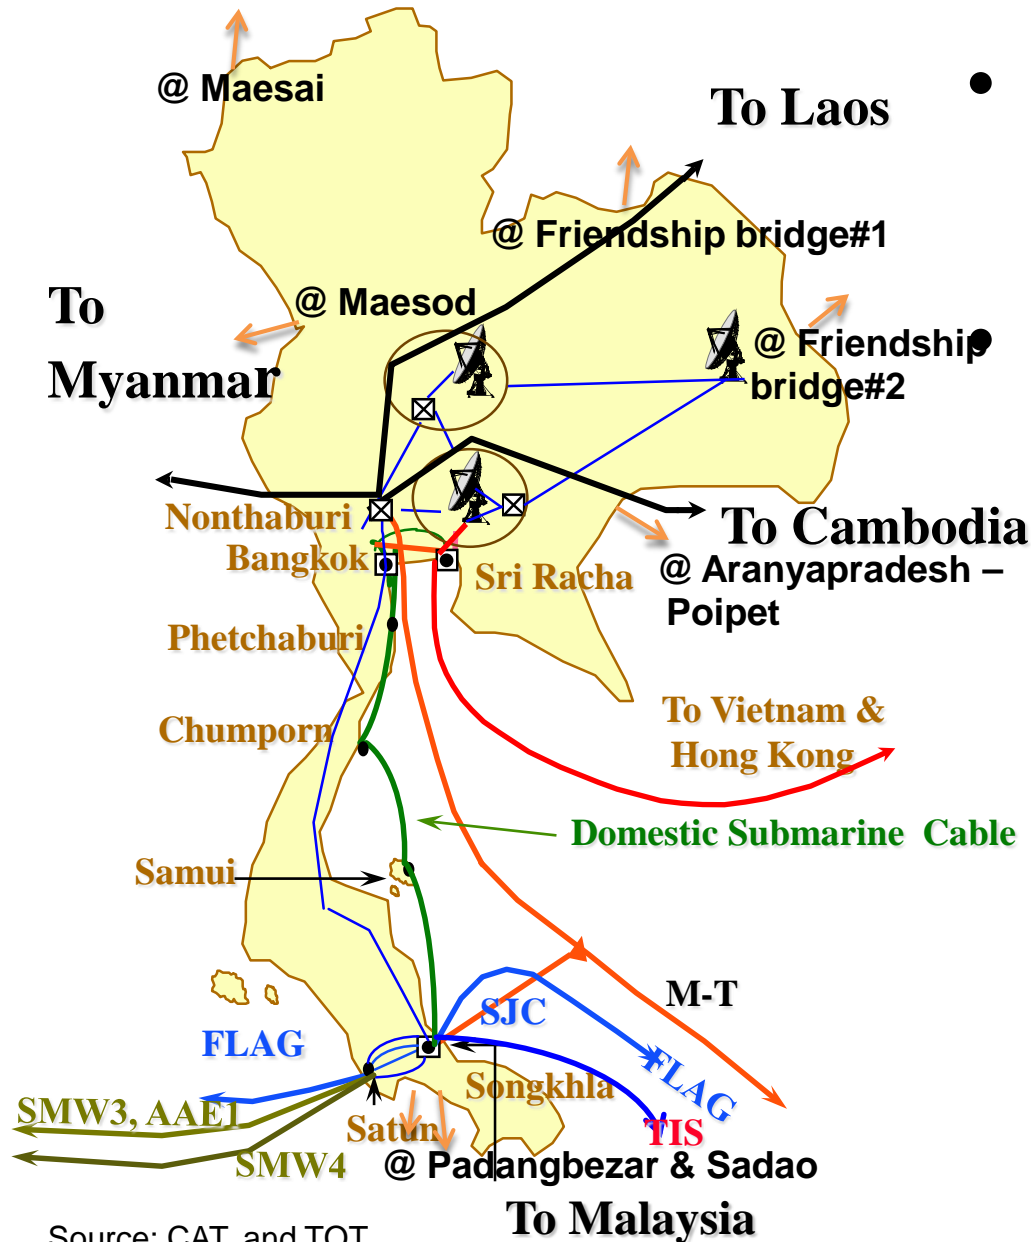 @ Maesai
To Laos
@ Friendship bridge#1
@ Maesod
To
Myanmar
@ Friendship
bridge#2
Nonthaburi
To Cambodia
Bangkok
Sri Racha
@ Aranyapradesh –
Poipet
Phetchaburi
To Vietnam &
Hong Kong
Chumporn
Domestic Submarine Cable
Samui
M-T
SJC
FLAG
FLAG
Songkhla
SMW3, AAE1
Satun
TIS
SMW4
@ Padangbezar & Sadao
To Malaysia
Source: CAT and TOT